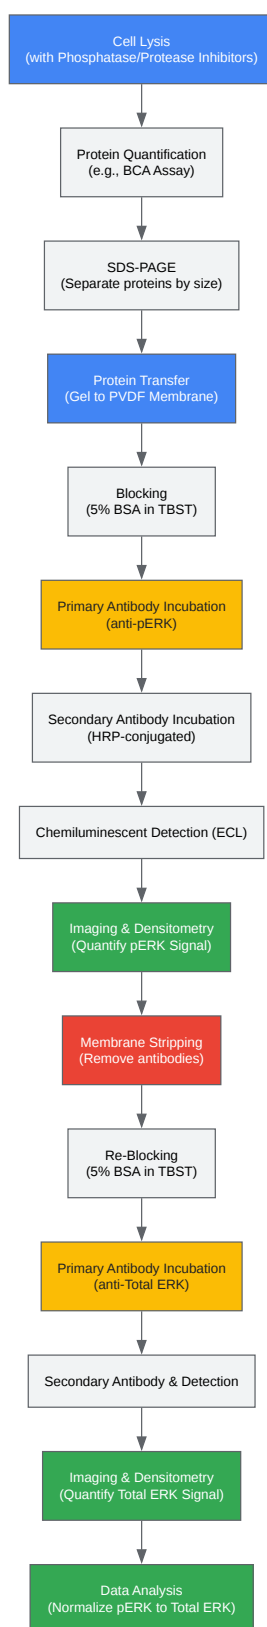 Cell Lysis
(with Phosphatase/Protease Inhibitors)
Protein Quantification
(e.g., BCA Assay)
SDS-PAGE
(Separate proteins by size)
Protein Transfer
(Gel to PVDF Membrane)
Blocking
(5% BSA in TBST)
Primary Antibody Incubation
(anti-pERK)
Secondary Antibody Incubation
(HRP-conjugated)
Chemiluminescent Detection (ECL)
Imaging & Densitometry
(Quantify pERK Signal)
Membrane Stripping
(Remove antibodies)
Re-Blocking
(5% BSA in TBST)
Primary Antibody Incubation
(anti-Total ERK)
Secondary Antibody & Detection
Imaging & Densitometry
(Quantify Total ERK Signal)
Data Analysis
(Normalize pERK to Total ERK)